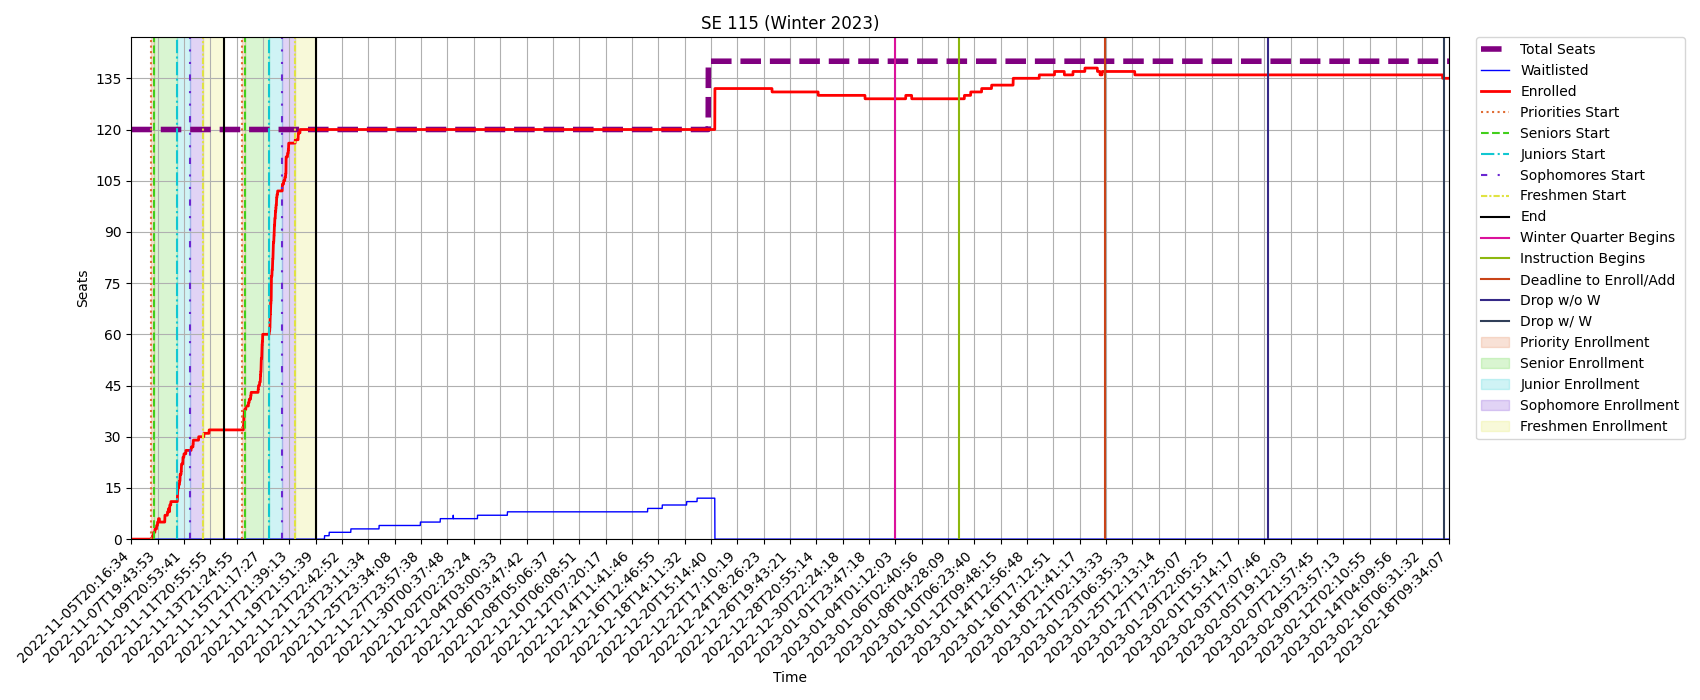 SE 115 (Winter 2023)
Seats
135
120
105
90
75
60
45
30
15
0
2022-11-05T20:16:34
2022-11-07T19:43:53
2022-11-09T20:53:41
2022-11-11T20:55:55
2022-11-13T21:24:55
2022-11-15T21:17:27
2022-11-17T21:39:13
2022-11-19T21:51:39
2022-11-21T22:42:52
2022-11-23T23:11:34
2022-11-25T23:34:08
2022-11-27T23:57:38
2022-11-30T00:37:48
2022-12-02T02:23:24
2022-12-04T03:00:33
2022-12-06T03:47:42
2022-12-08T05:06:37
2022-12-10T06:08:51
2022-12-12T07:20:17
2022-12-14T11:41:46
2022-12-16T12:46:55
2022-12-18T14:11:32
2022-12-20T15:14:40
2022-12-22T17:10:19
2022-12-24T18:26:23
2022-12-26T19:43:21
2022-12-28T20:55:14
2022-12-30T22:24:18
2023-01-01T23:47:18
2023-01-04T01:12:03
2023-01-06T02:40:56
2023-01-08T04:28:09
2023-01-10T06:23:40
2023-01-12T09:48:15
2023-01-14T12:56:48
2023-01-16T17:12:51
2023-01-18T21:41:17
2023-01-21T02:13:33
2023-01-23T06:35:33
2023-01-25T12:13:14
2023-01-27T17:25:07
2023-01-29T22:05:25
2023-02-01T15:14:17
2023-02-03T17:07:46
2023-02-05T19:12:03
2023-02-07T21:57:45
2023-02-09T23:57:13
2023-02-12T02:10:55
2023-02-14T04:09:56
2023-02-16T06:31:32
2023-02-18T09:34:07
Time
Total Seats
Waitlisted
Enrolled
Priorities Start
Seniors Start
Juniors Start
Sophomores Start
Freshmen Start
End
Winter Quarter Begins
Instruction Begins
Deadline to Enroll/Add
Drop w/o W
Drop w/ W
Priority Enrollment
Senior Enrollment
Junior Enrollment
Sophomore Enrollment
Freshmen Enrollment